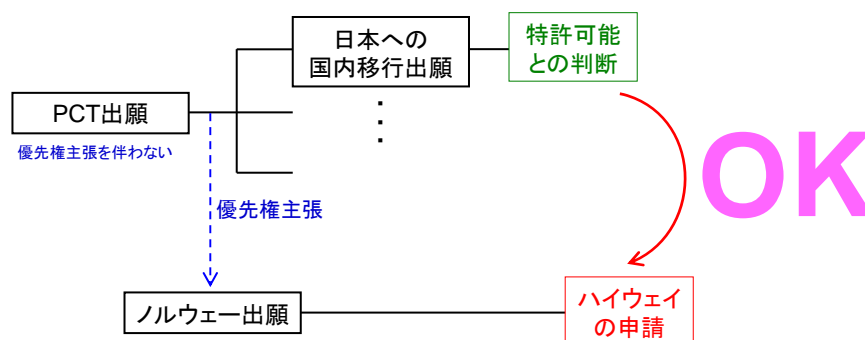 日本への
国内移行出願
特許可能
との判断
PCT出願
優先権主張を伴わない
・
・
・
OK
優先権主張
ノルウェー出願
ハイウェイ
の申請